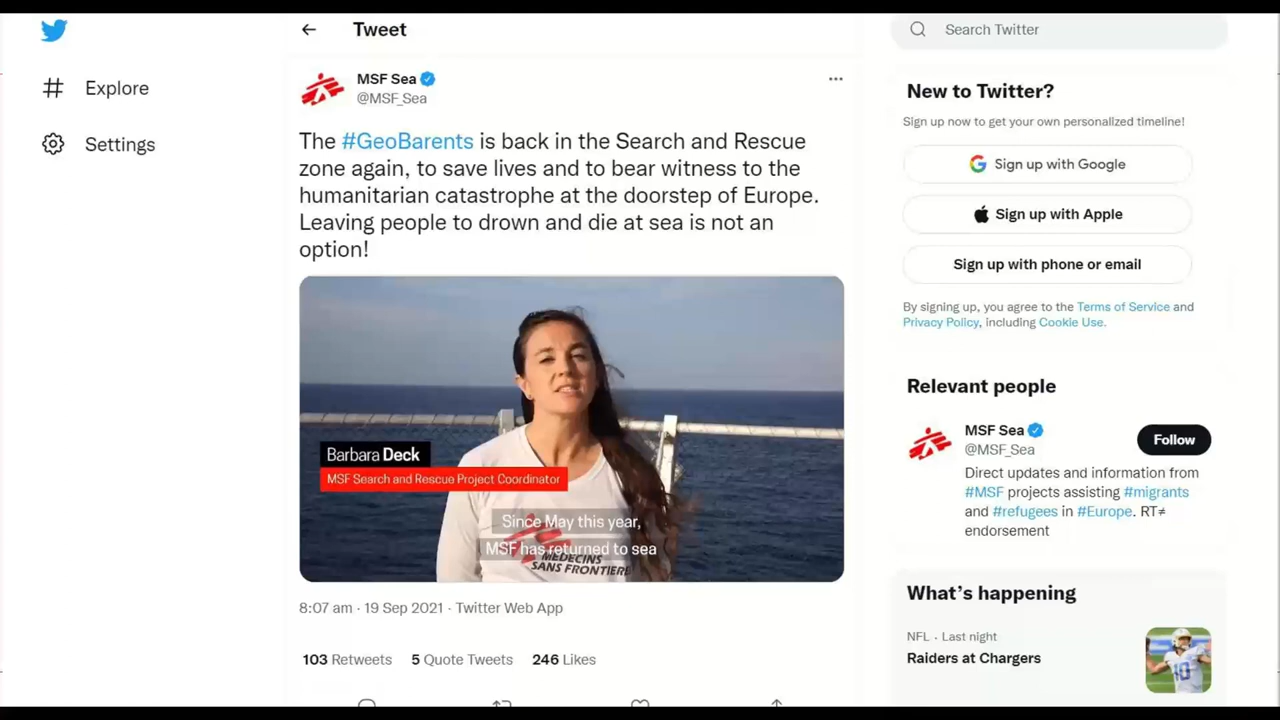 Tweet
Search Twitter
Explore
Settings
MSF Sea
@MSF_Sea
The #GeoBarents is back in the Search and Rescue
zone again, to save lives and to bear witness to the
humanitarian catastrophe at the doorstep of Europe.
Leaving people to drown and die at sea is not an
option!
Barbara Deck
MSF Search and Rescue Project Coordinator
Since May this year,
MSF has returned to sea
MEDECINS
SANS FRONTIERE
8:07 am · 19 Sep 2021 · Twitter Web App
103 Retweets 5 Quote Tweets 246 Likes
New to Twitter?
Sign up now to get your own personalized timeline!
Sign up with Google
Sign up with Apple
Sign up with phone or email
By signing up, you agree to the Terms of Service and
Privacy Policy, including Cookie Use.
Relevant people
MSF Sea
@MSF_Sea
Follow
Direct updates and information from
#MSF projects assisting #migrants
and #refugees in #Europe. RT≠
endorsement
What's happening
NFL · Last night
Raiders at Chargers
10